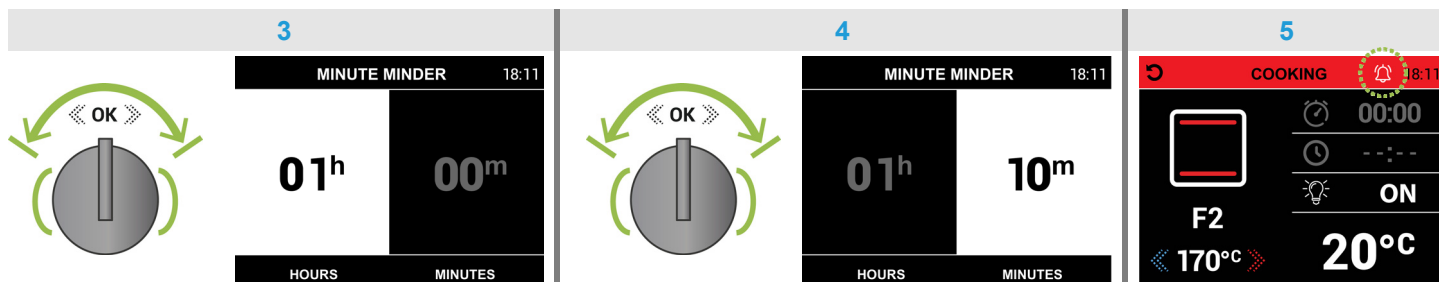 3
OK
MINUTE MINDER 18:11
01h 00m
HOURS MINUTES
4
OK
MINUTE MINDER 18:11
01h 10m
HOURS MINUTES
5
COOKING 18:11
00:00
--:--
ON
F2
170°C
20°C